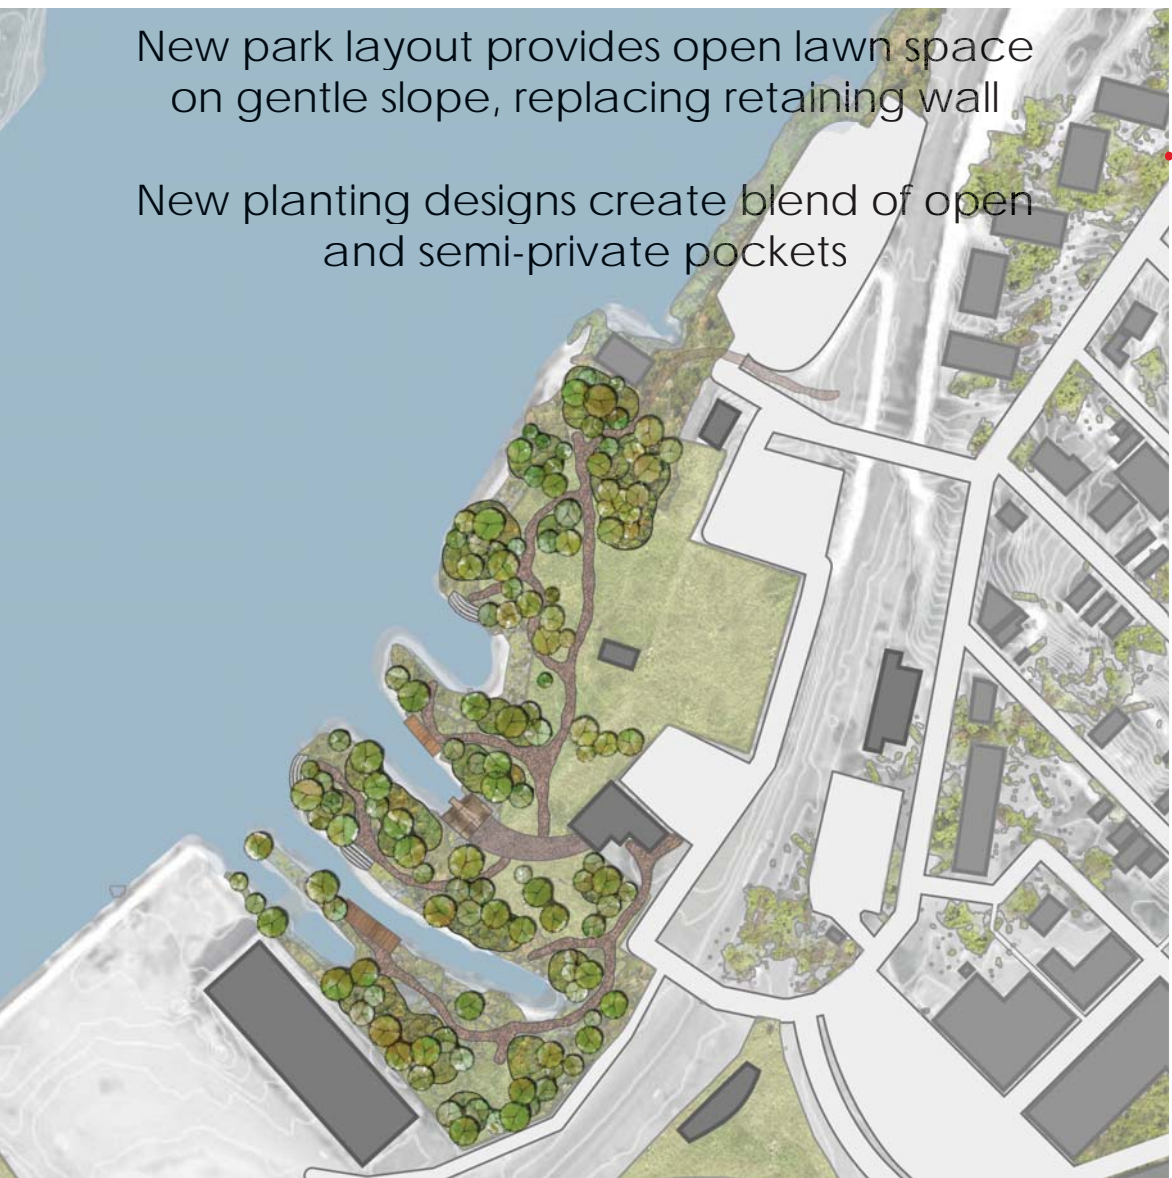 New park layout provides open lawn space
on gentle slope, replacing retaining wall
New planting designs create blend of open
and semi-private pockets